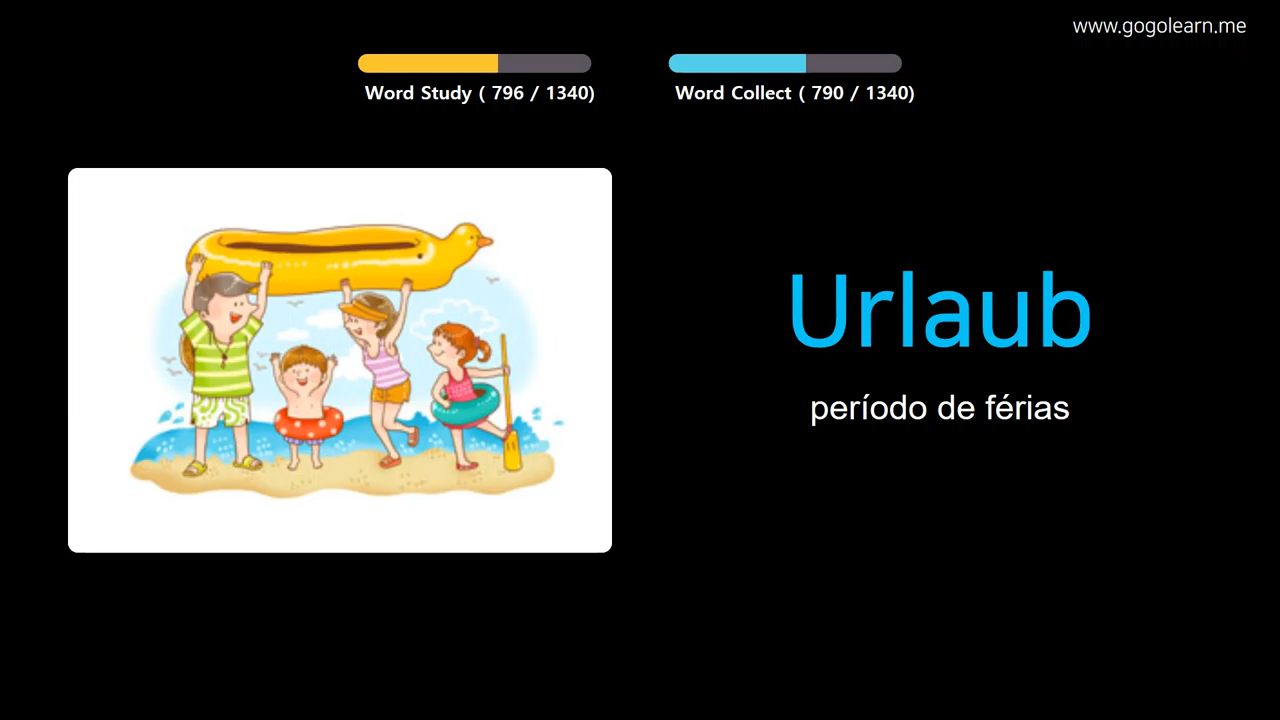 www.gogolearn.me
Word Study ( 796 / 1340)
Word Collect ( 790 / 1340)
Urlaub
período de férias